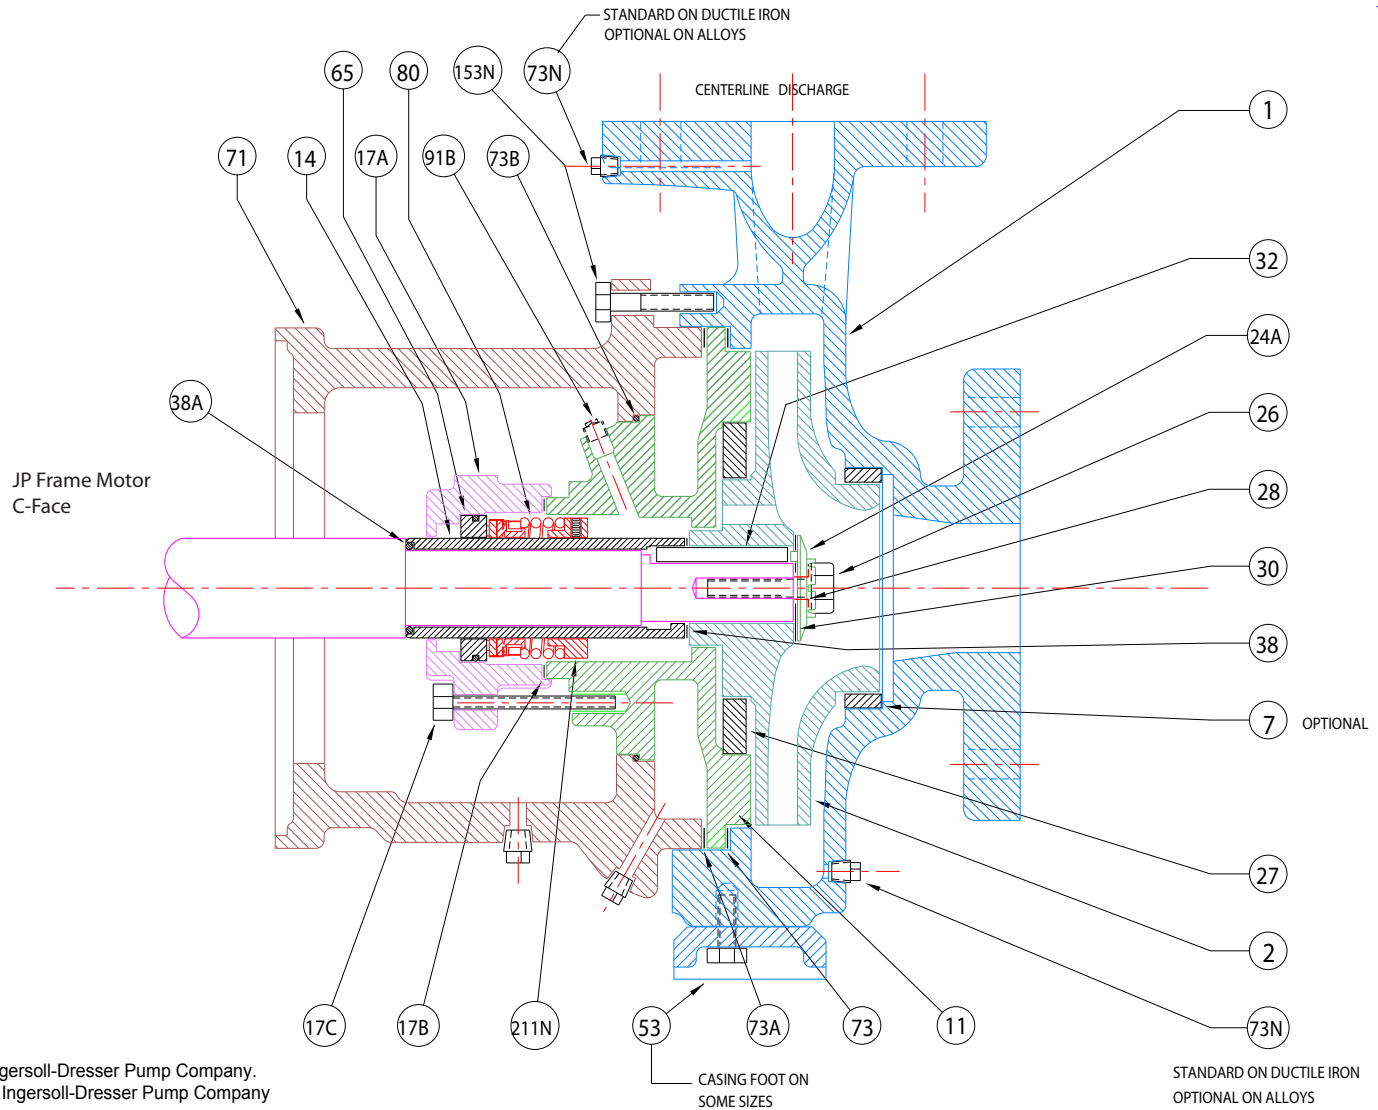 STANDARD ON DUCTILE IRON
OPTIONAL ON ALLOYS
65
80
153N
73N
CENTERLINE DISCHARGE
1
71
14
17A
91B
73B
32
24A
38A
26
JP Frame Motor
C-Face
28
30
38
7 OPTIONAL
27
2
17C
17B
211N
53
73A
73
11
73N
gersoll-Dresser Pump Company.
Ingersoll-Dresser Pump Company
CASING FOOT ON
SOME SIZES
STANDARD ON DUCTILE IRON
OPTIONAL ON ALLOYS